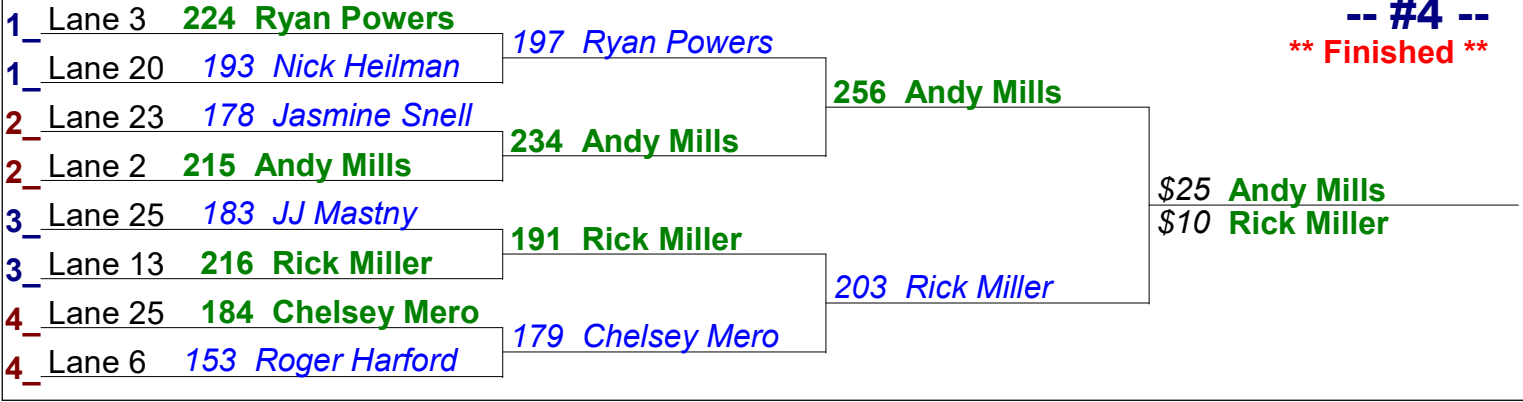 -- #4 --
** Finished **
1_ Lane 3 224 Ryan Powers
1_ Lane 20 193 Nick Heilman
2_ Lane 23 178 Jasmine Snell
2_ Lane 2 215 Andy Mills
3_ Lane 25 183 JJ Mastny
3_ Lane 13 216 Rick Miller
4_ Lane 25 184 Chelsey Mero
4_ Lane 6 153 Roger Harford
197 Ryan Powers
234 Andy Mills
191 Rick Miller
179 Chelsey Mero
256 Andy Mills
203 Rick Miller
$25 Andy Mills
$10 Rick Miller